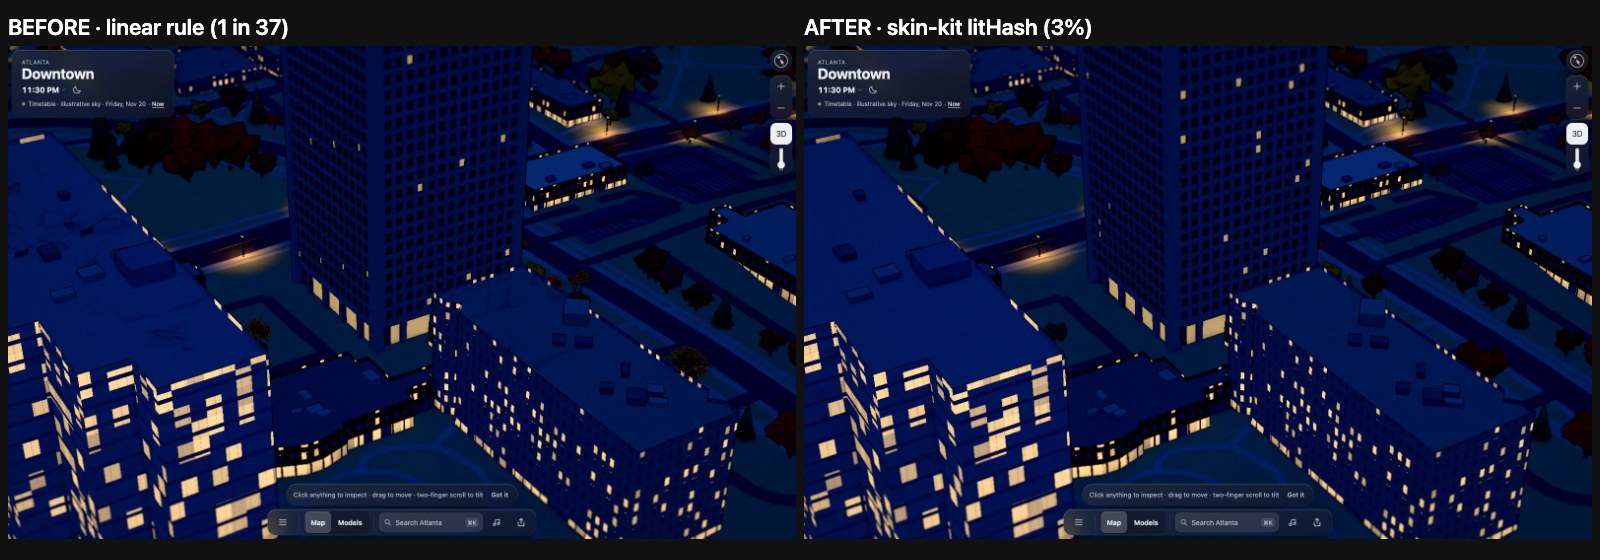 BEFORE · linear rule (1 in 37)
ATLANTA
Downtown
11:30 PM
Timetable · illustrative sky · Friday, Nov 20 · Now
3D
Click anything to inspect · drag to move · two-finger scroll to tilt Got it
Map Models Search Atlanta ⌘K
AFTER · skin-kit litHash (3%)
ATLANTA
Downtown
11:30 PM
Timetable · illustrative sky · Friday, Nov 20 · Now
3D
Click anything to inspect · drag to move · two-finger scroll to tilt Got it
Map Models Search Atlanta ⌘K